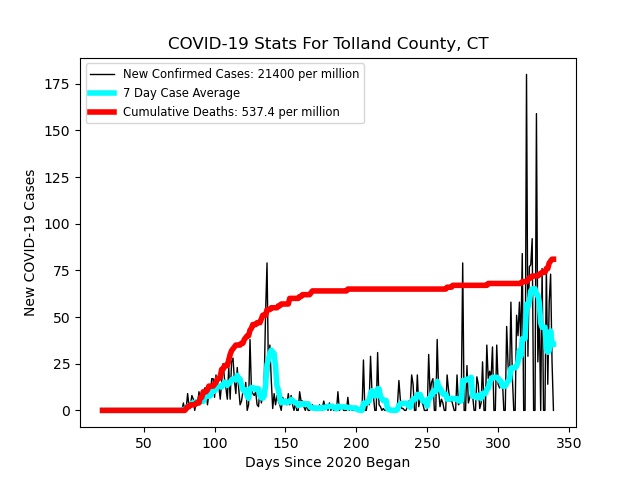 COVID-19 Stats For Tolland County, CT
New Confirmed Cases: 21400 per million
7 Day Case Average
Cumulative Deaths: 537.4 per million
New COVID-19 Cases
175
150
125
100
75
50
25
0
50 100 150 200 250 300 350
Days Since 2020 Began